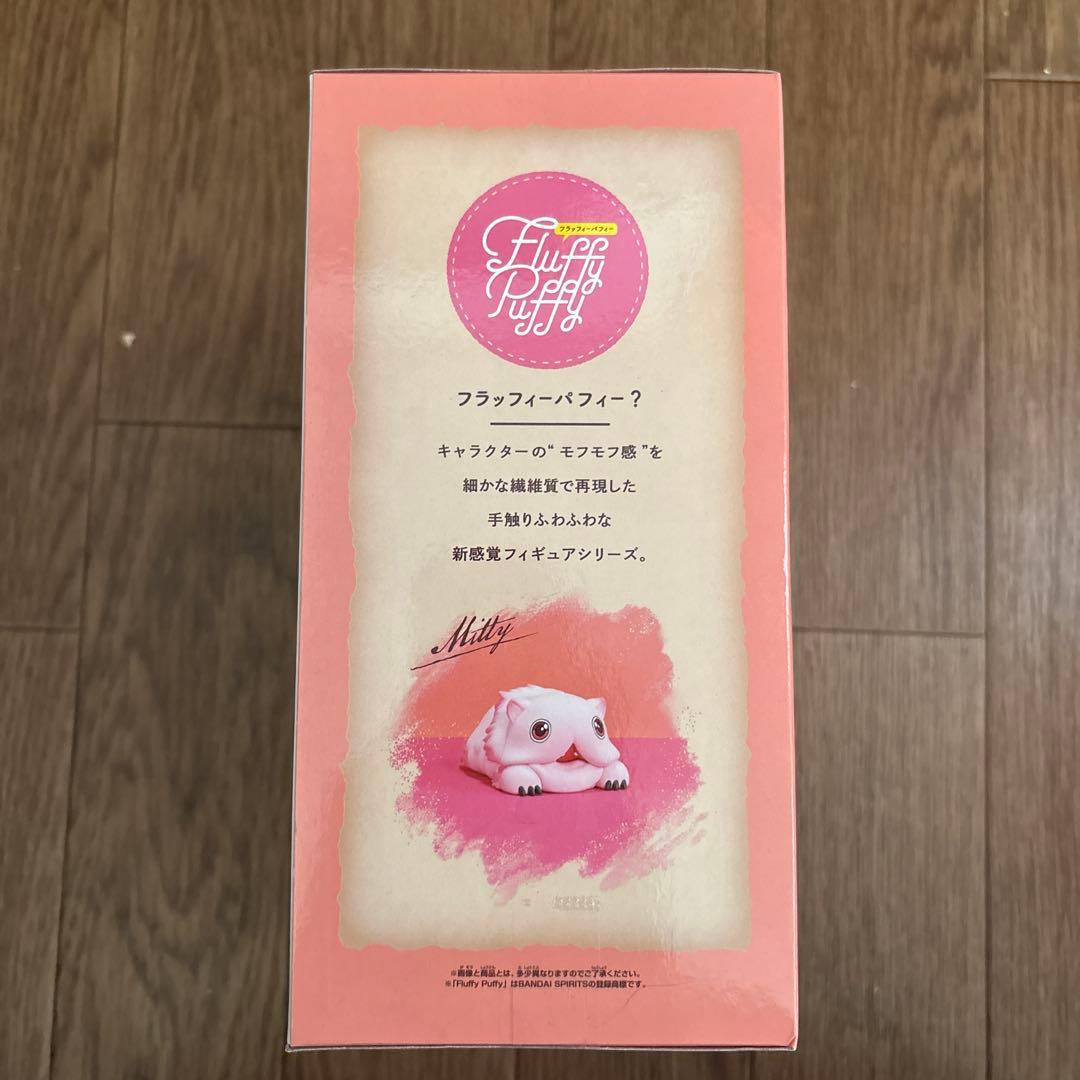 フラッフィーパフィー
Fluffy
Puffy
フラッフィーパフィー?
キャラクターの“モフモフ感”を
細かな繊維質で再現した
手触りふわふわな
新感覚フィギュアシリーズ。
Mitty
※画像と商品とは、多少異なりますのでご了承ください。
※「Fluffy Puffy」はBANDAI SPIRITSの登録商標です。